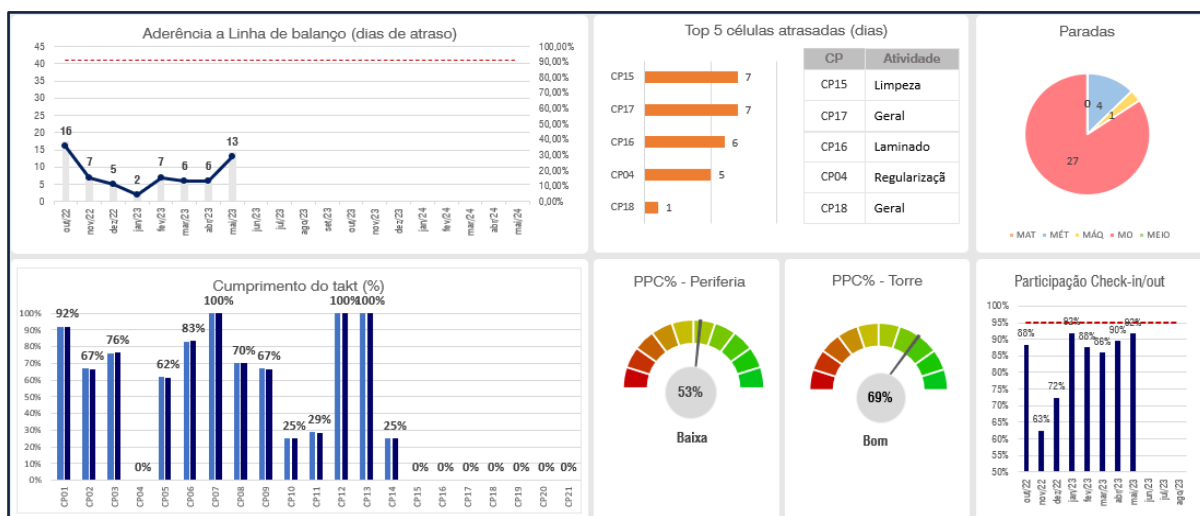 Aderência a Linha de balanço (dias de atraso)
45
40
35
30
25
20
15
10
5
0
100,00%
90,00%
80,00%
70,00%
60,00%
50,00%
40,00%
30,00%
20,00%
10,00%
0,00%
16
7
5
2
7
6
6
13
out/22
nov/22
dez/22
jan/23
fev/23
mar/23
abr/23
mai/23
jun/23
jul/23
ago/23
set/23
out/23
nov/23
dez/23
jan/24
fev/24
mar/24
abr/24
mai/24
Top 5 células atrasadas (dias)
CP15 7
CP17 7
CP16 6
CP04 5
CP18 1
CP Atividade
CP15 Limpeza
CP17 Geral
CP16 Laminado
CP04 Regularizaçã
CP18 Geral
Paradas
0
4
1
27
MAT MÉT MÁQ MO MEIO
Cumprimento do takt (%)
100%
90%
80%
70%
60%
50%
40%
30%
20%
10%
0%
92%
67%
76%
0%
62%
83%
100%
70%
67%
25%
29%
100%
100%
25%
0%
0%
0%
0%
0%
0%
0%
CP01
CP02
CP03
CP04
CP05
CP06
CP07
CP08
CP09
CP10
CP11
CP12
CP13
CP14
CP15
CP16
CP17
CP18
CP19
CP20
CP21
PPC% - Periferia
53%
Baixa
PPC% - Torre
69%
Bom
Participação Check-in/out
100%
95%
90%
85%
80%
75%
70%
65%
60%
55%
50%
88%
63%
72%
92%
88%
86%
90%
92%
out/22
nov/22
dez/22
jan/23
fev/23
mar/23
abr/23
mai/23
jun/23
jul/23
ago/23